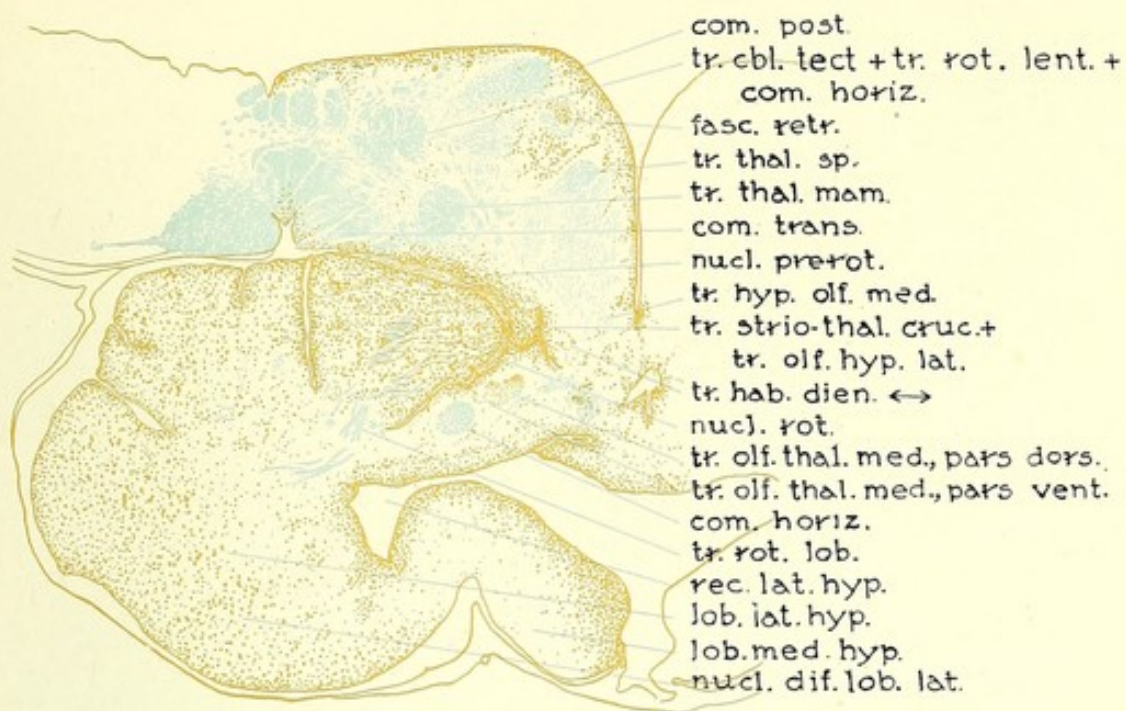 com. post.
tr. cbl. tect + tr. rot. lent. +
com. horiz.
fasc. retr.
tr. thal. sp.
tr. thal. mam.
com. trans.
nucl. prerot.
tr. hyp. olf. med.
tr. strio-thal. cruc.+
tr. olf. hyp. lat.
tr. hab. dien. ↔
nucl. rot.
tr. olf. thal. med., pars dors.
tr. olf. thal. med., pars vent.
com. horiz.
tr. rot. lob.
rec. lat. hyp.
lob. lat. hyp.
lob. med. hyp.
nucl. dif. lob. lat.